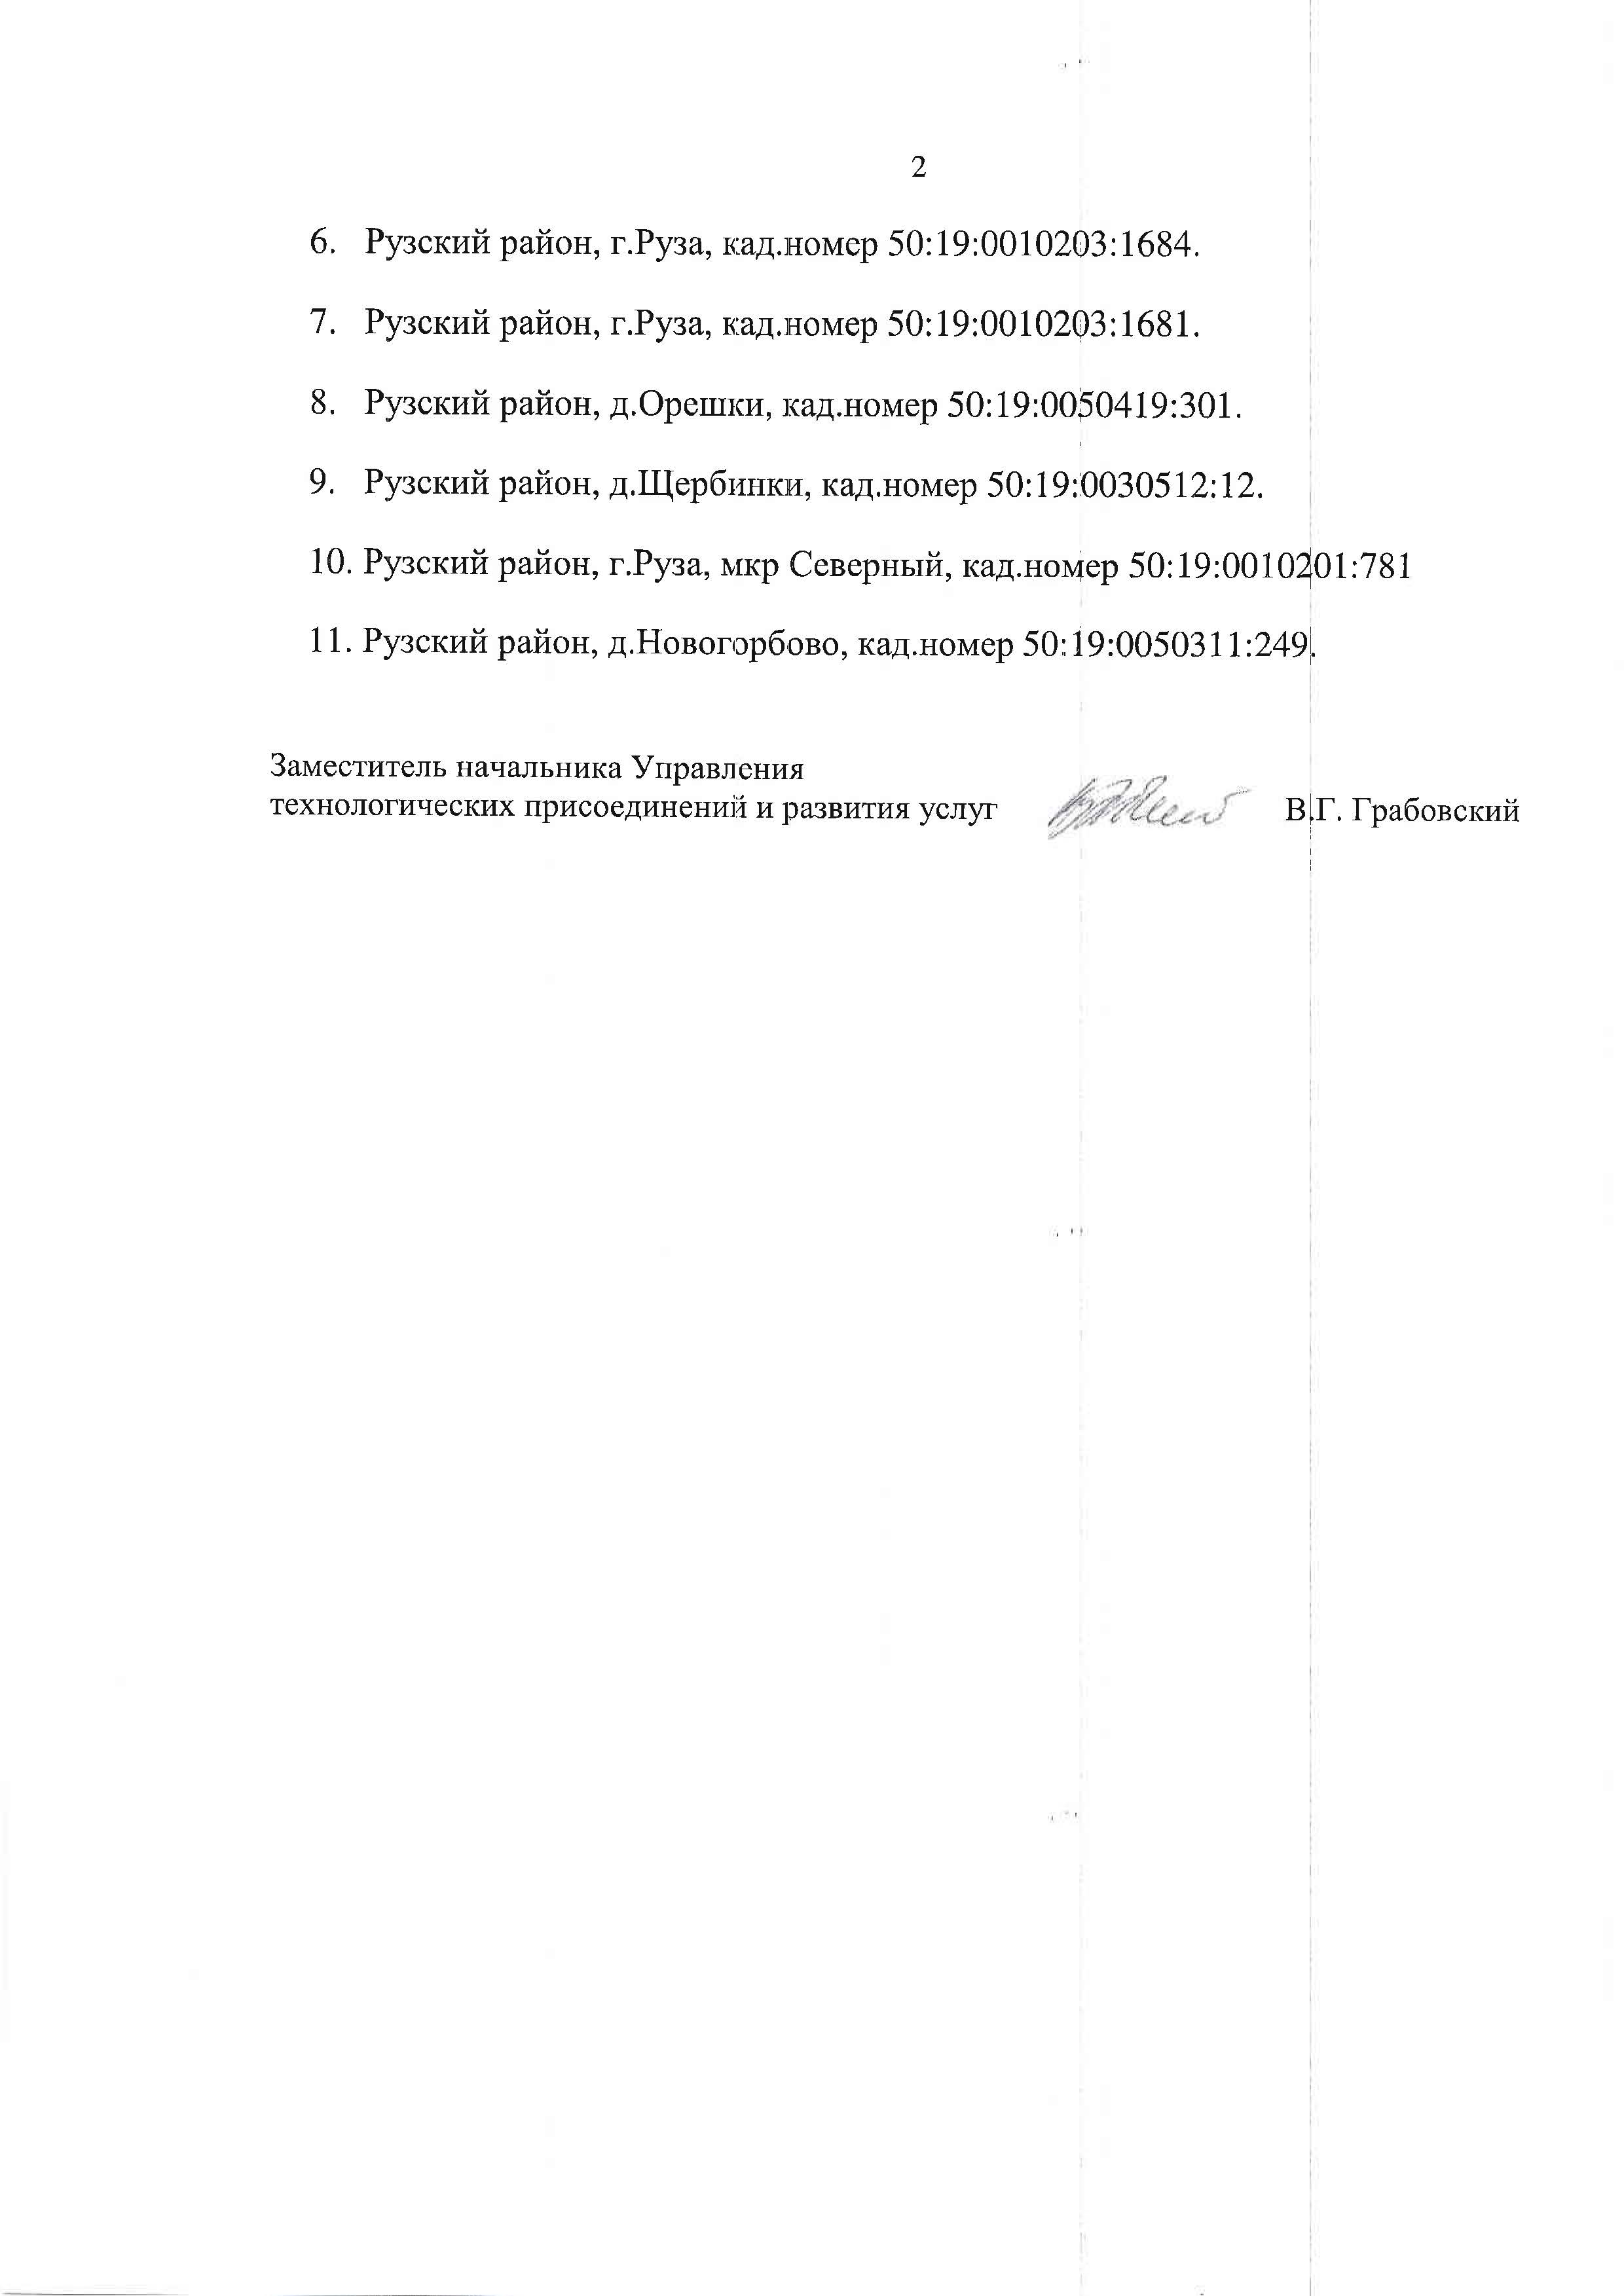 2
6. Рузский район, г.Руза, кад.номер 50:19:0010203:1684.
7. Рузский район, г.Руза, кад.номер 50:19:0010203:1681.
8. Рузский район, д.Орешки, кад.номер 50:19:0050419:301.
9. Рузский район, д.Щербинки, кад.номер 50:19:0030512:12.
10. Рузский район, г.Руза, мкр Северный, кад.номер 50:19:0010201:781
11. Рузский район, д.Новогорбово, кад.номер 50:19:0050311:249.
Заместитель начальника Управления
технологических присоединений и развития услуг В.Г. Грабовский